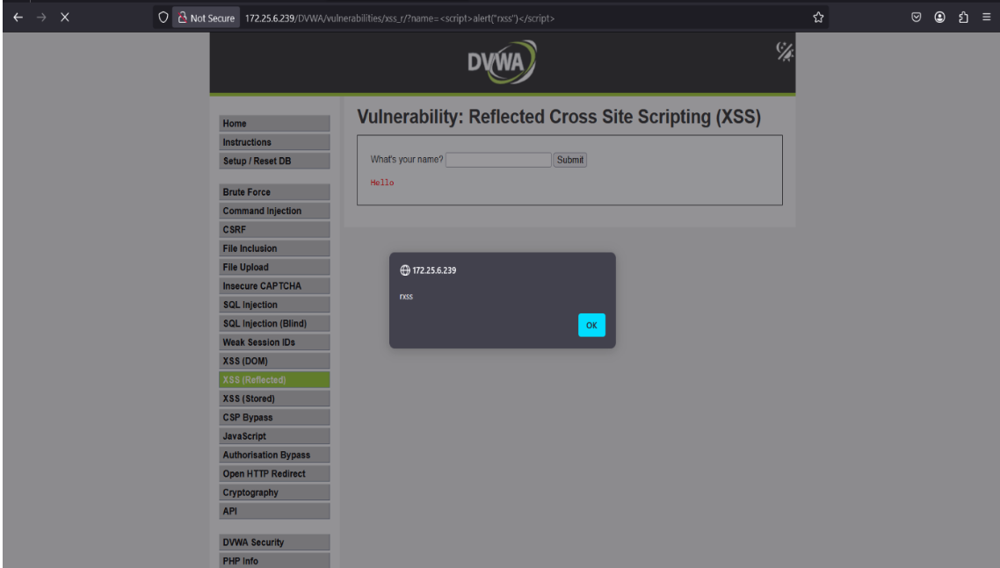 Not Secure 172.25.6.239/DVWA/vulnerabilities/xss_r/?name=<script>alert("rxss")</script>
DVWA
Vulnerability: Reflected Cross Site Scripting (XSS)
Home
Instructions
Setup / Reset DB
Brute Force
Command Injection
CSRF
File Inclusion
File Upload
Insecure CAPTCHA
SQL Injection
SQL Injection (Blind)
Weak Session IDs
XSS (DOM)
XSS (Reflected)
XSS (Stored)
CSP Bypass
JavaScript
Authorisation Bypass
Open HTTP Redirect
Cryptography
API
DVWA Security
PHP Info
What's your name? Submit
Hello
172.25.6.239
rxss
OK